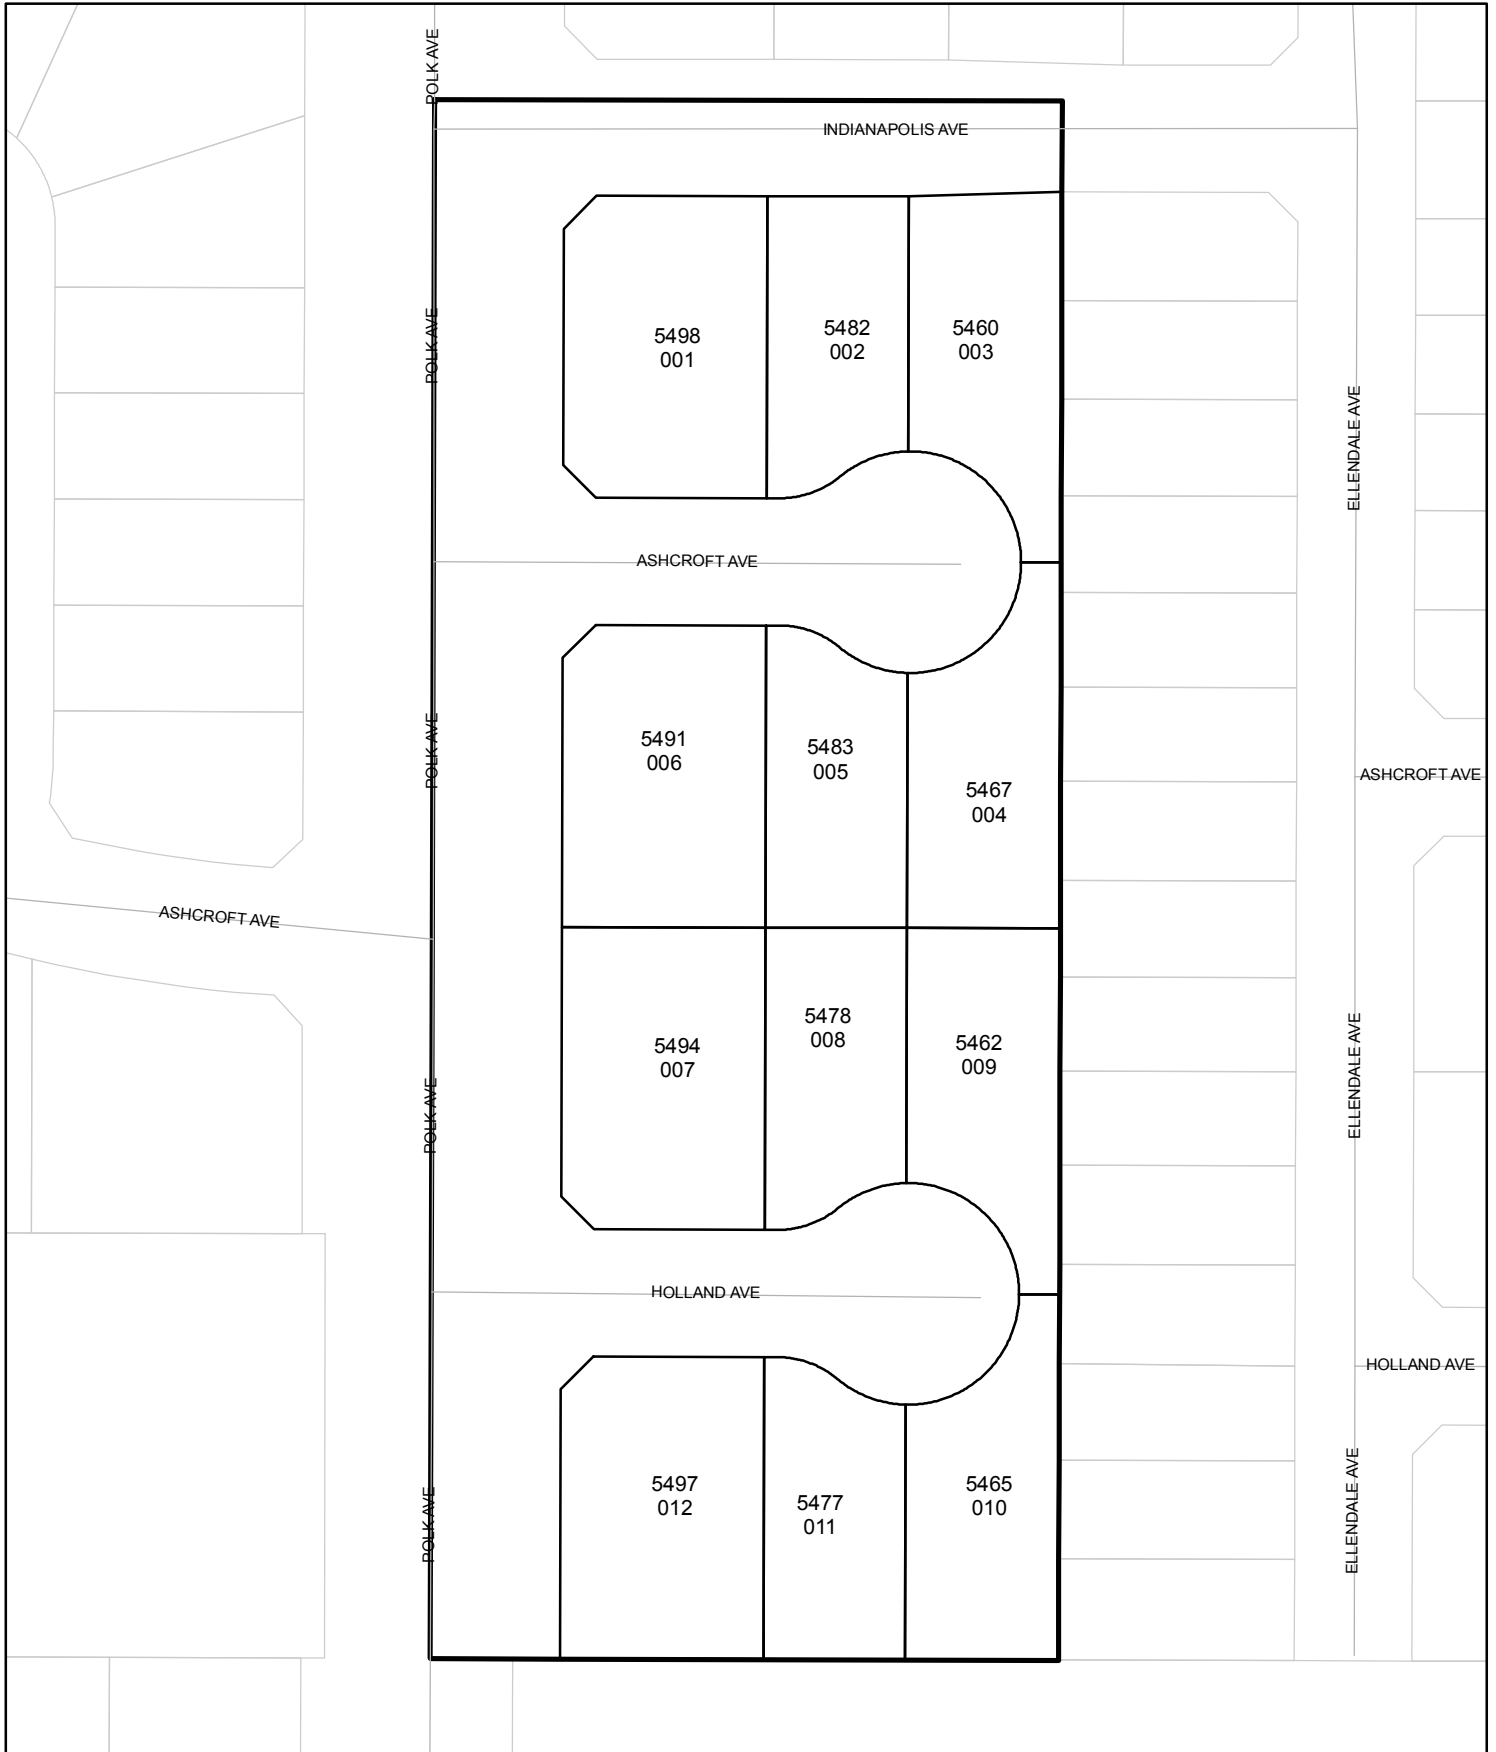 POLK AVE
INDIANAPOLIS AVE
POLK AVE
5498
001
5482
002
5460
003
ELLENDALE AVE
ASHCROFT AVE
POLK AVE
5491
006
5483
005
5467
004
ASHCROFT AVE
ASHCROFT AVE
POLK AVE
5494
007
5478
008
5462
009
ELLENDALE AVE
HOLLAND AVE
HOLLAND AVE
POLK AVE
5497
012
5477
011
5465
010
ELLENDALE AVE